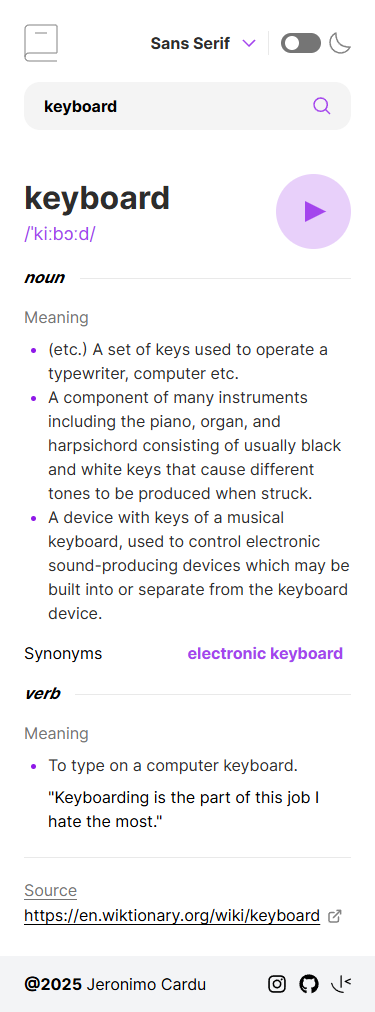 Sans Serif
keyboard
keyboard
/ˈkiːbɔːd/
noun
Meaning
(etc.) A set of keys used to operate a
typewriter, computer etc.
A component of many instruments
including the piano, organ, and
harpsichord consisting of usually black
and white keys that cause different
tones to be produced when struck.
A device with keys of a musical
keyboard, used to control electronic
sound-producing devices which may be
built into or separate from the keyboard
device.
Synonyms electronic keyboard
verb
Meaning
To type on a computer keyboard.
"Keyboarding is the part of this job I
hate the most."
Source
https://en.wiktionary.org/wiki/keyboard
@2025 Jeronimo Cardu